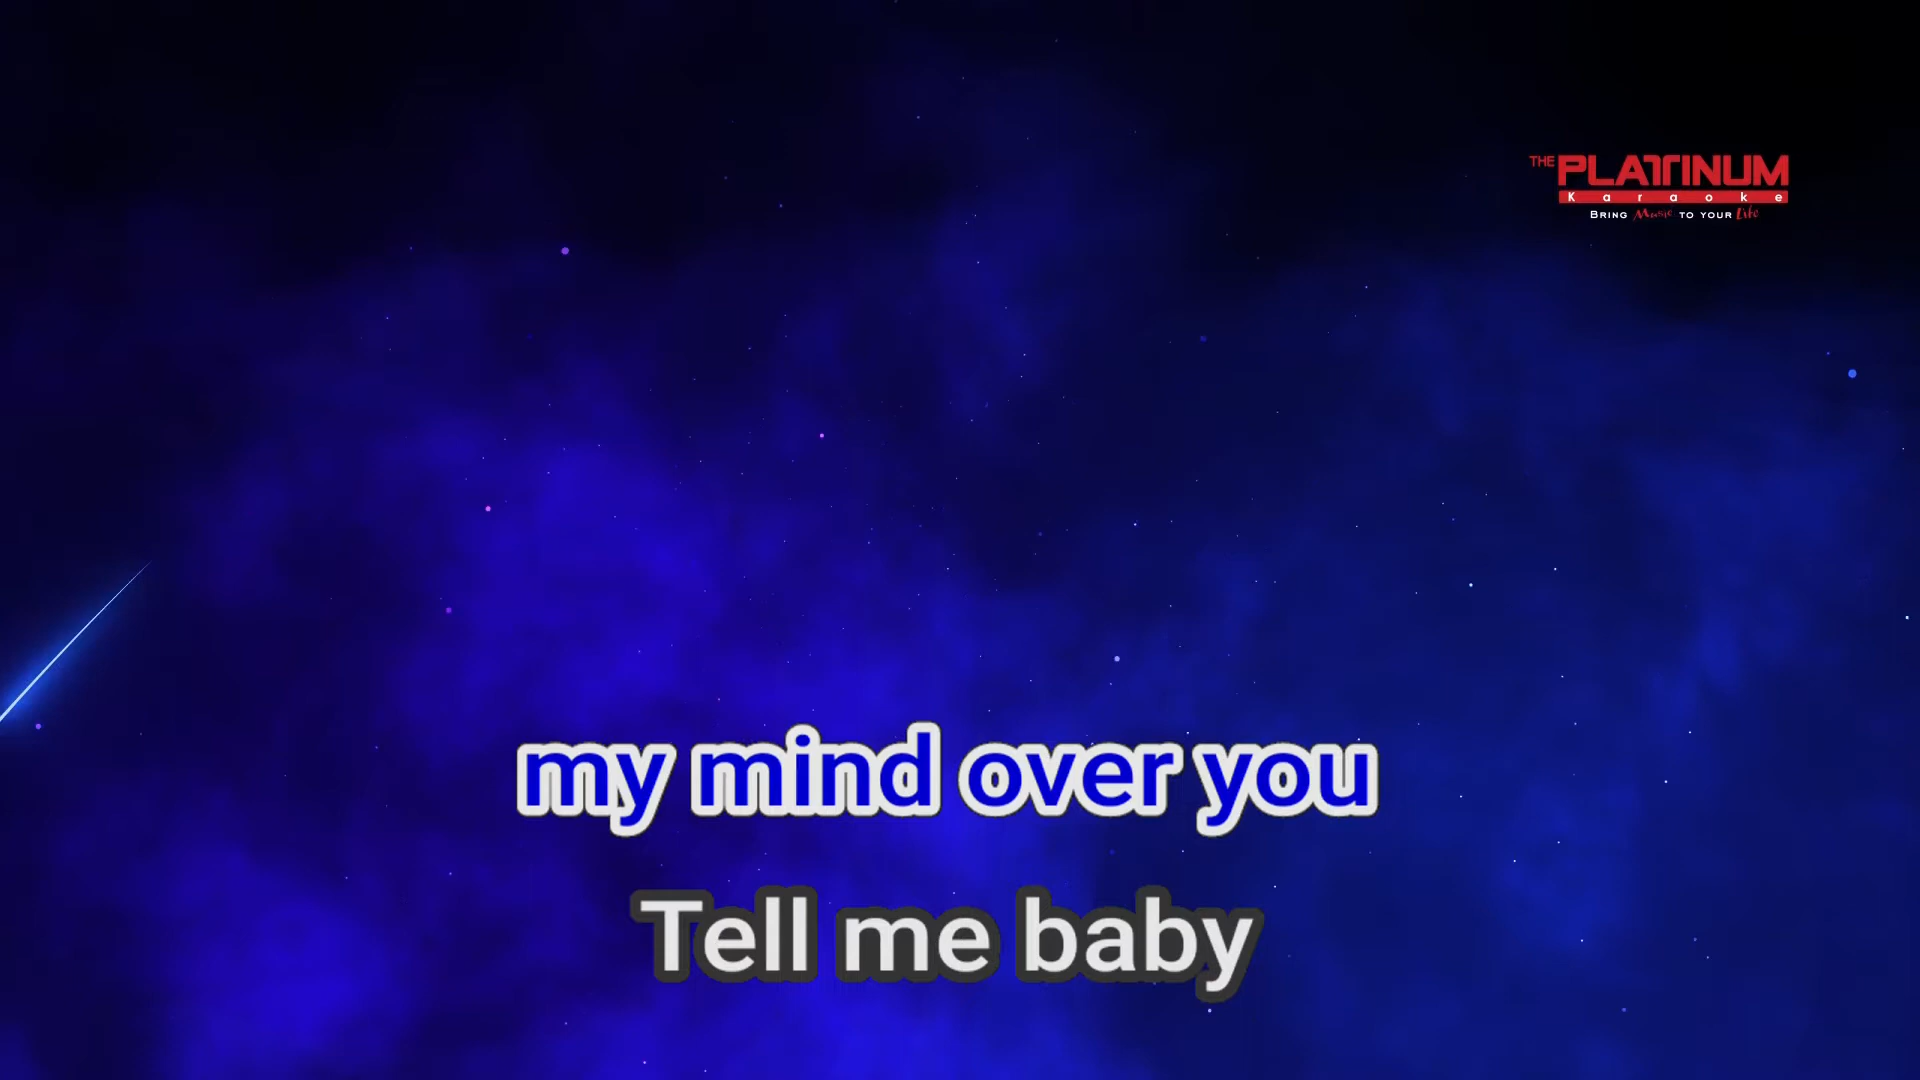 THE PLATINUM
Karaoke
BRING Music TO YOUR Life
my mind over you
Tell me baby